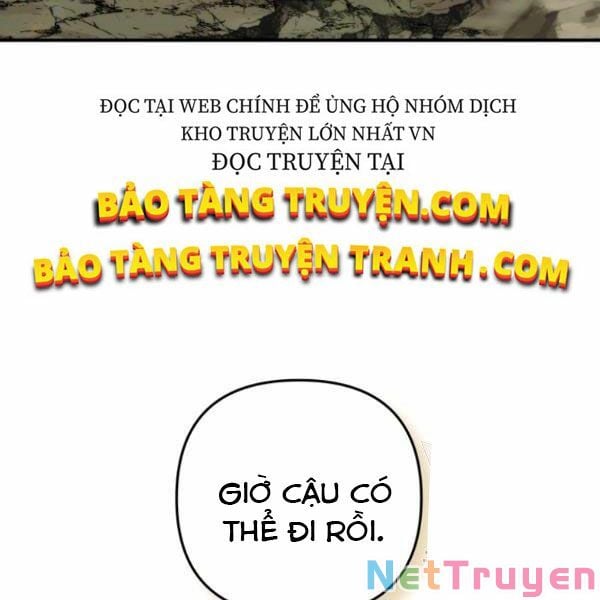 ĐỌC TẠI WEB CHÍNH ĐỂ ỦNG HỘ NHÓM DỊCH
KHO TRUYỆN LỚN NHẤT VN
ĐỌC TRUYỆN TẠI
BẢO TÀNG TRUYỆN.COM
BẢO TÀNG TRUYỆN TRANH.COM
GIỜ CẬU CÓ
THỂ ĐI RỒI.
NetTruyen